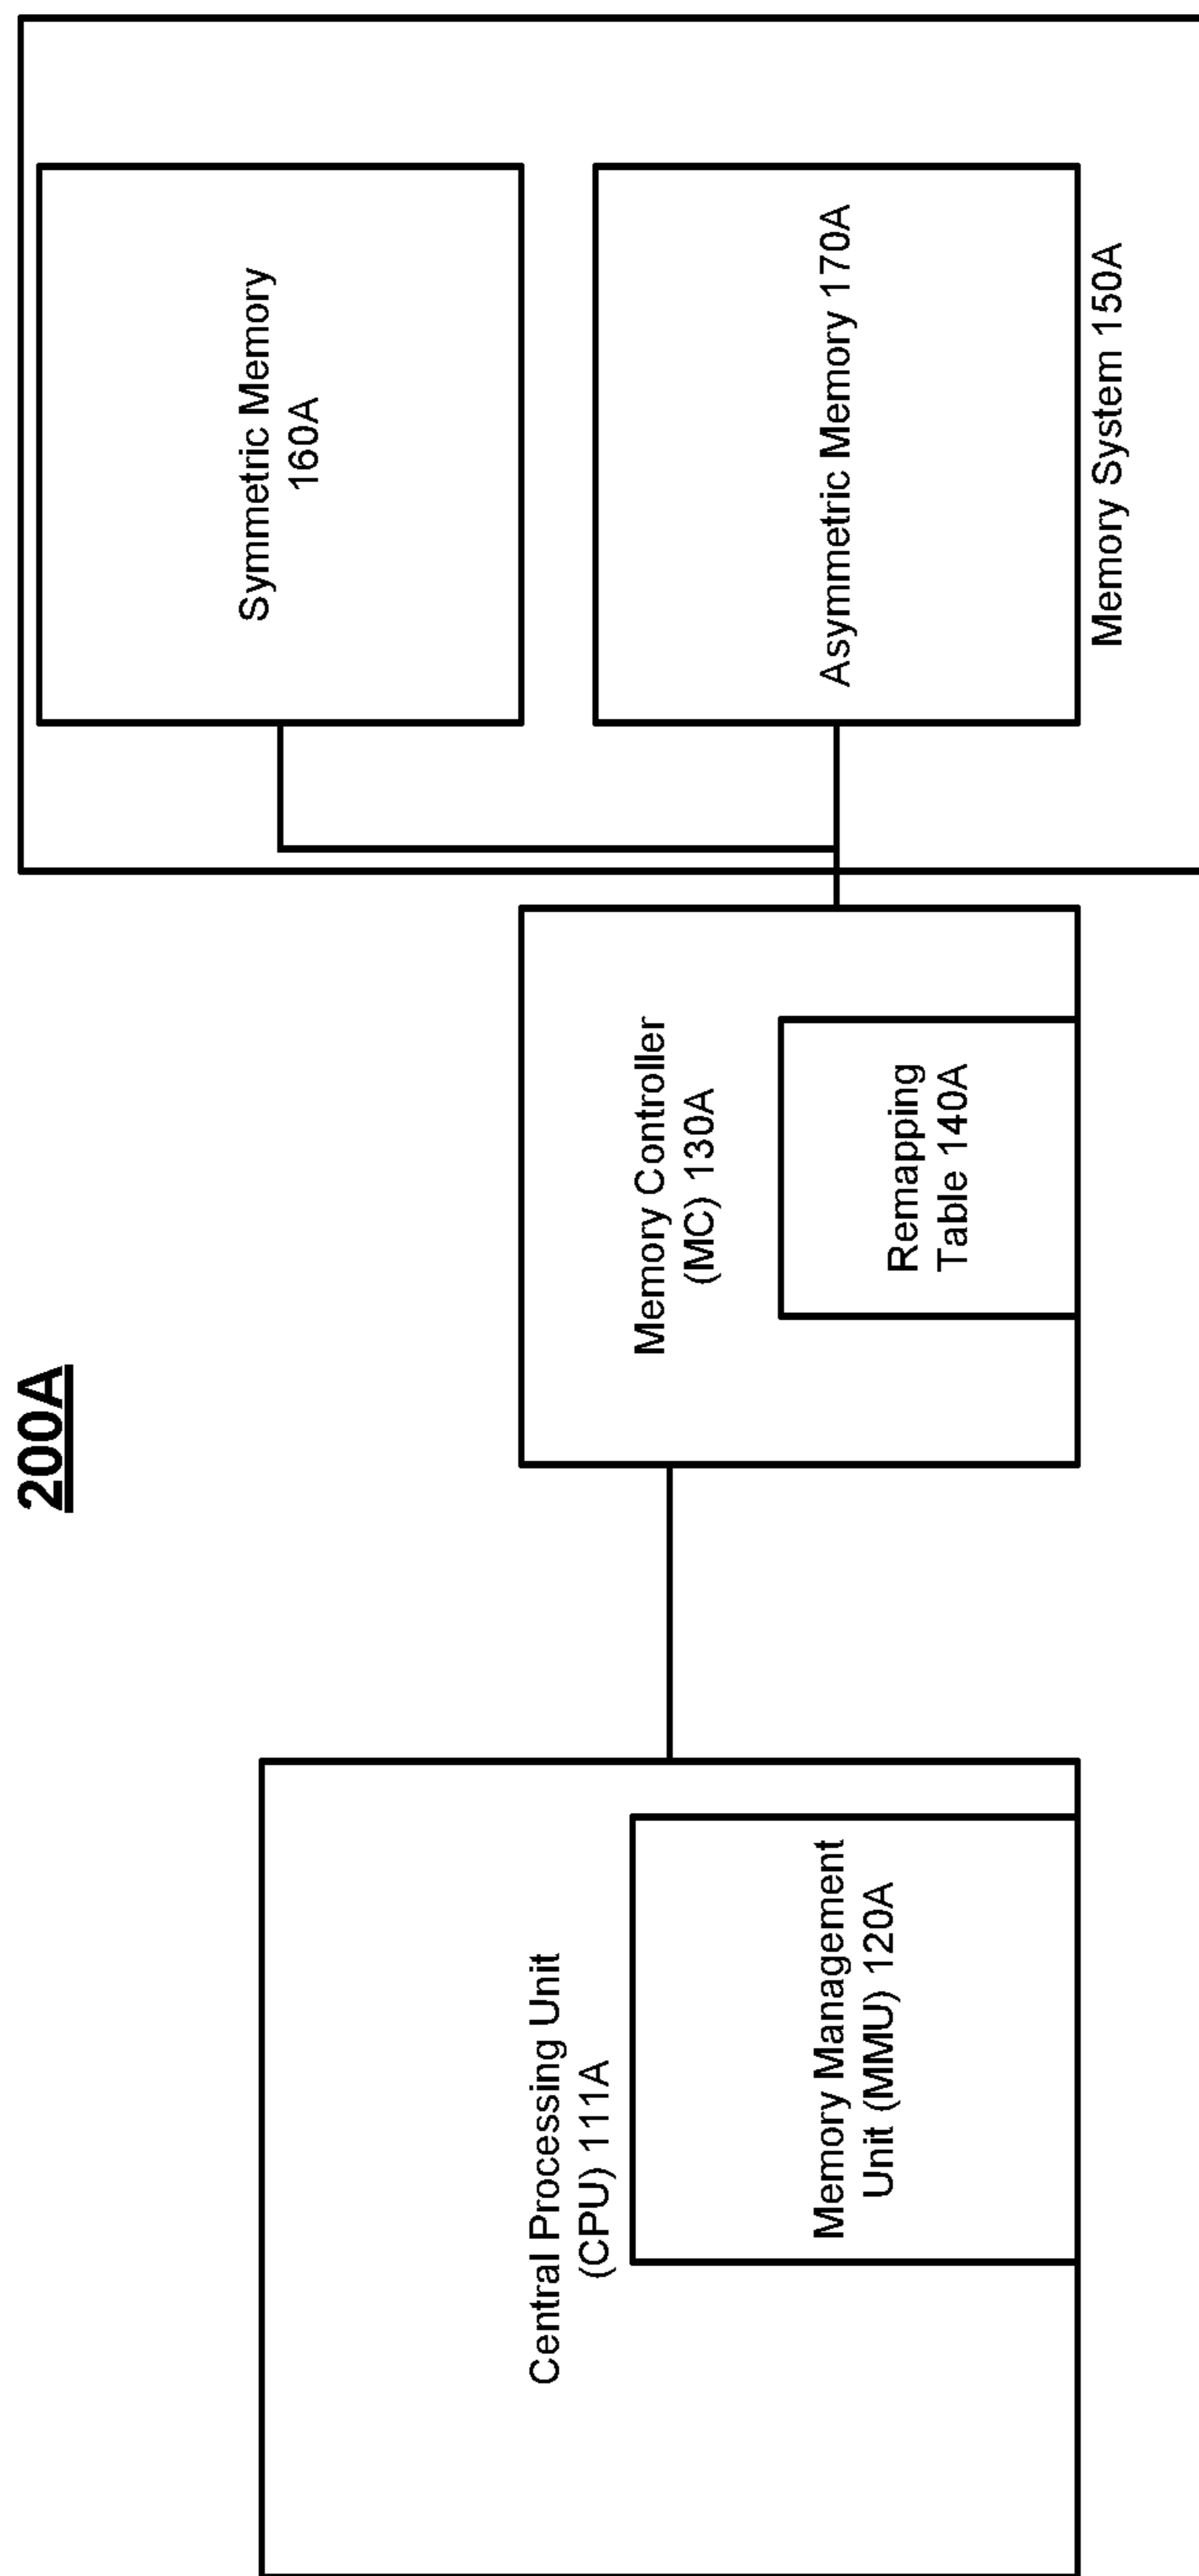 200A
Central Processing Unit
(CPU) 111A
Memory Management
Unit (MMU) 120A
Memory Controller
(MC) 130A
Remapping
Table 140A
Symmetric Memory
160A
Asymmetric Memory 170A
Memory System 150A